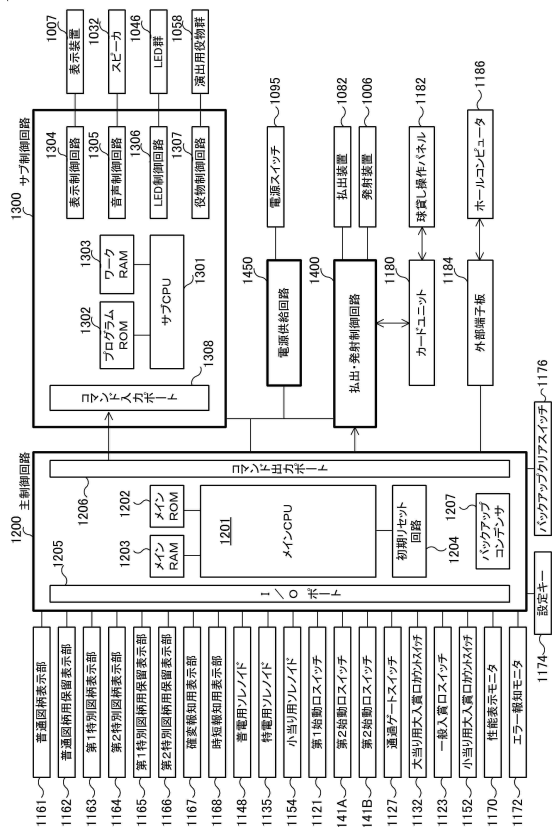 1200
主制御回路
1205
I/Oポート
1203
メイン
RAM
1202
メイン
ROM
1206
1201
メインCPU
初期リセット
回路
1204
1207
バックアップ
コンデンサ
コマンド出力ポート
1161
普通図柄表示部
1162
普通図柄用保留表示部
1163
第1特別図柄表示部
1164
第2特別図柄表示部
1165
第1特別図柄用保留表示部
1166
第2特別図柄用保留表示部
1167
確変報知用表示部
1168
時短報知用表示部
1148
普電用ソレノイド
1135
特電用ソレノイド
1154
小当り用ソレノイド
1121
第1始動口スイッチ
141A
第2始動口スイッチ
141B
第2始動口スイッチ
1127
通過ゲートスイッチ
1132
大当り用大入賞口カウントスイッチ
1123
一般入賞口スイッチ
1152
小当り用大入賞口カウントスイッチ
1170
性能表示モニタ
1172
エラー報知モニタ
1174
設定キー
バックアップクリアスイッチ
1176
1300
サブ制御回路
コマンド入力ポート
1308
1302
プログラム
ROM
1303
ワーク
RAM
サブCPU
1301
1304
表示制御回路
1305
音声制御回路
1306
LED制御回路
1307
役物制御回路
表示装置
1007
スピーカ
1032
LED群
1046
演出用役物群
1058
1450
電源供給回路
電源スイッチ
1095
1400
払出・発射制御回路
払出装置
1082
発射装置
1006
1180
カードユニット
球貸し操作パネル
1182
1184
外部端子板
ホールコンピュータ
1186